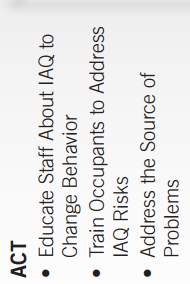 ACT
• Educate Staff About IAQ to
Change Behavior
• Train Occupants to Address
IAQ Risks
• Address the Source of
Problems